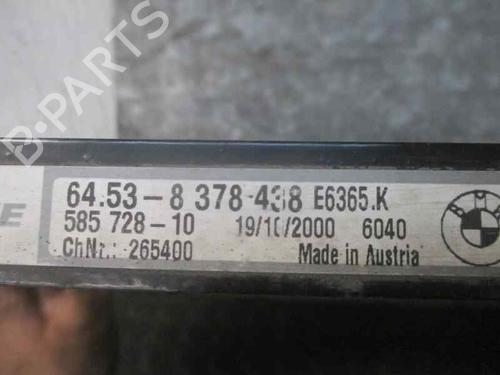 B-PARTS
64.53-8 378 438 E6365.K
585 728-10 19/10/2000 6040
ChNr.: 265400 Made in Austria